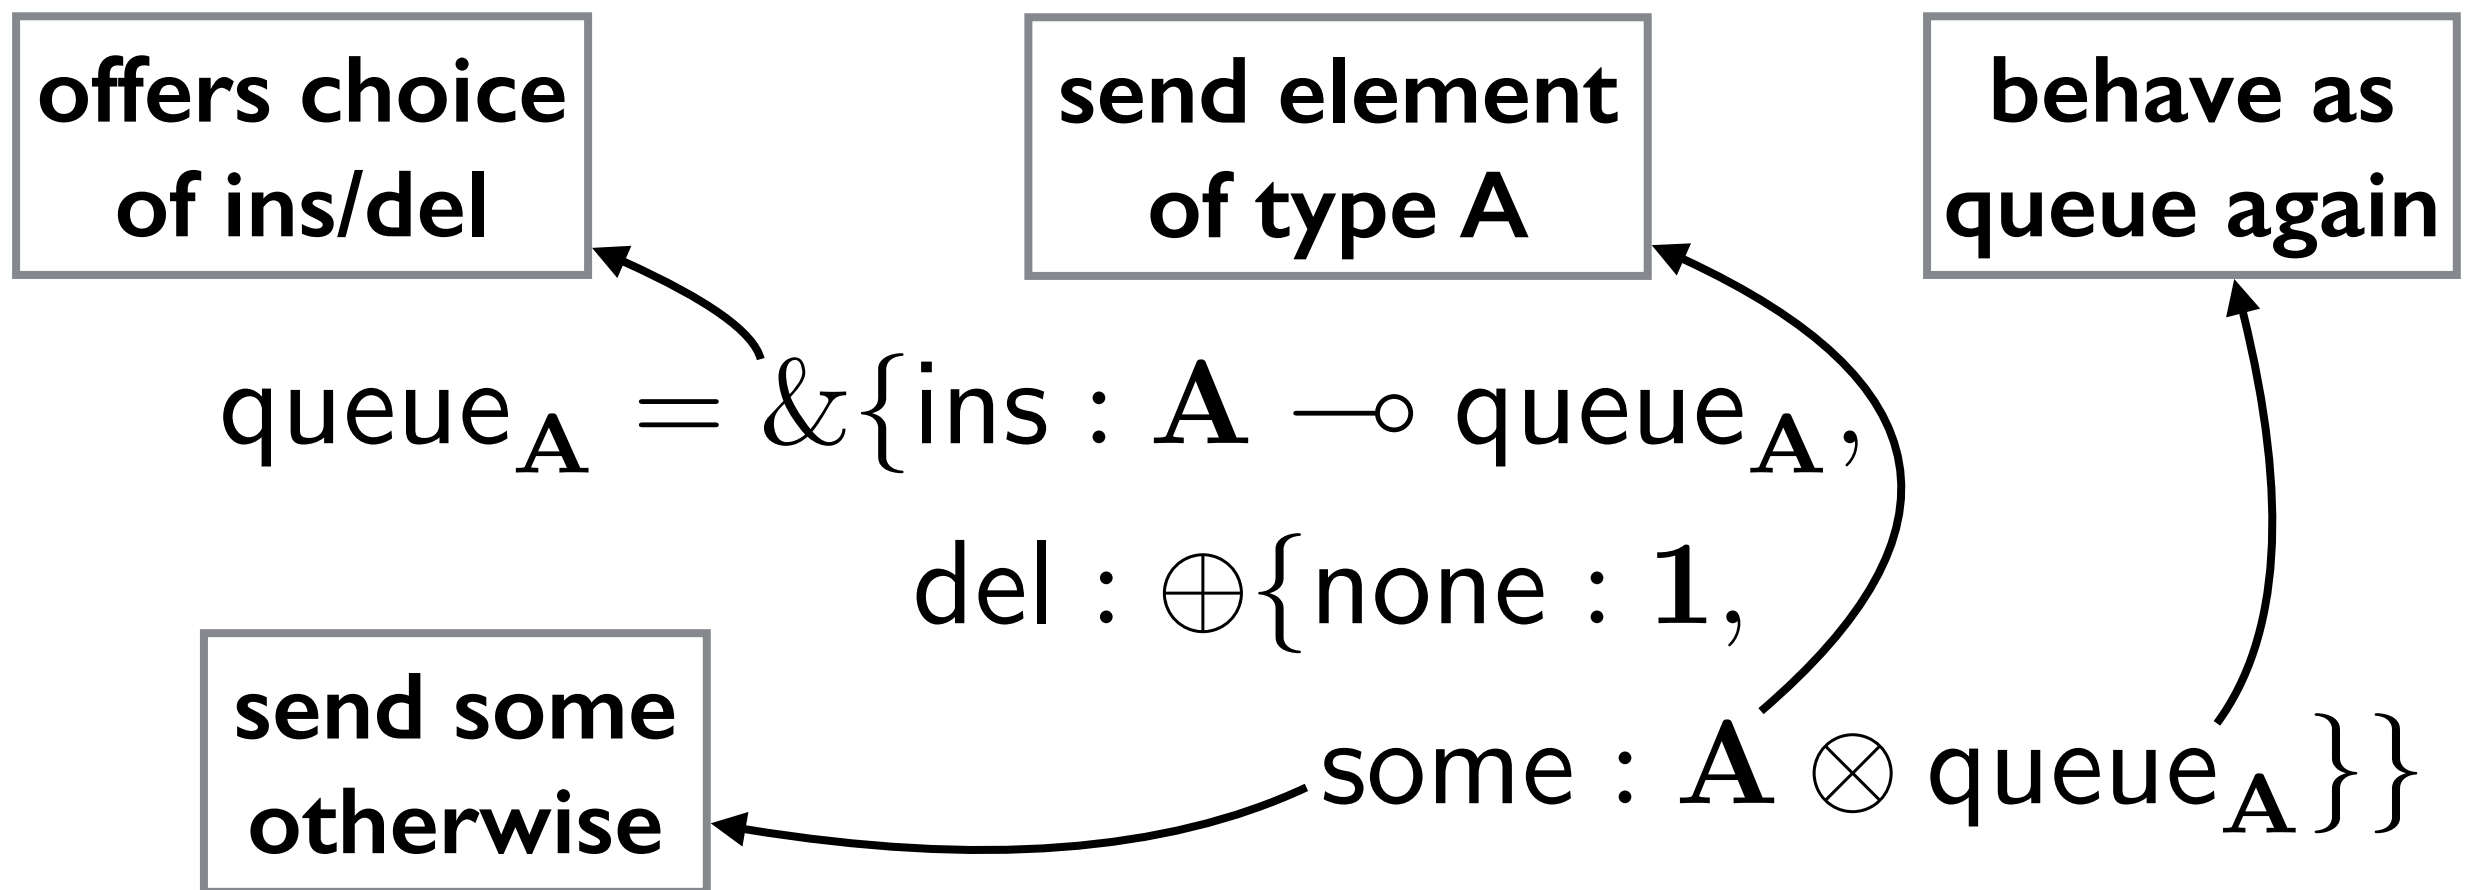 offers choice
of ins/del
send element
of type A
behave as
queue again
queue_A = &{ins : A ⊸ queue_A,
del : ⊕{none : 1,
some : A ⊗ queue_A}}
send some
otherwise